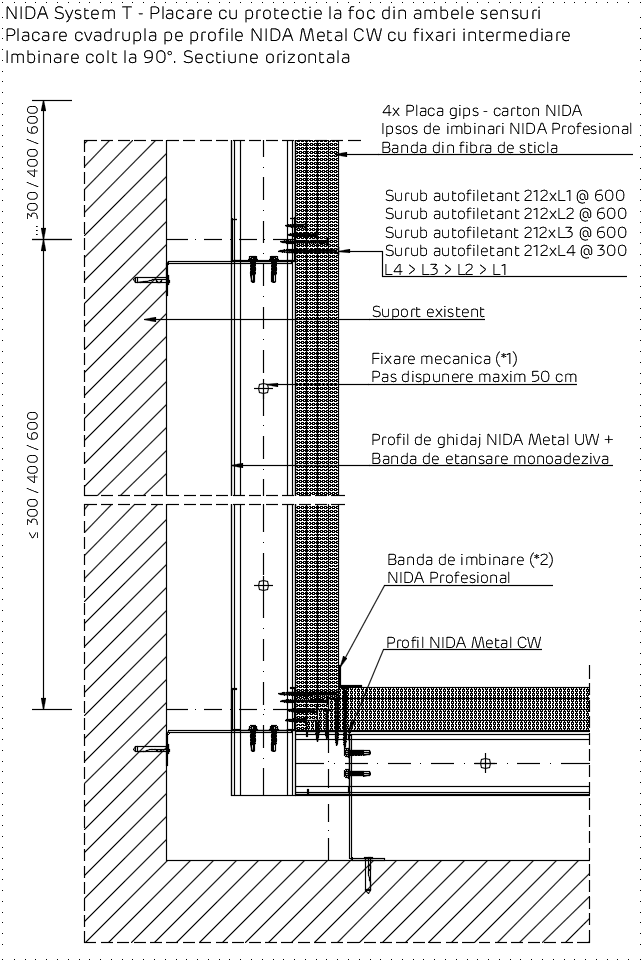 NIDA System T - Placare cu protectie la foc din ambele sensuri
Placare cvadrupla pe profile NIDA Metal CW cu fixari intermediare
Imbinare colt la 90°. Sectiune orizontala
4x Placa gips - carton NIDA
Ipsos de imbinari NIDA Profesional
Banda din fibra de sticla
... 300 / 400 / 600
Surub autofiletant 212xL1 @ 600
Surub autofiletant 212xL2 @ 600
Surub autofiletant 212xL3 @ 600
Surub autofiletant 212xL4 @ 300
L4 > L3 > L2 > L1
Suport existent
Fixare mecanica (*1)
Pas dispunere maxim 50 cm
Profil de ghidaj NIDA Metal UW +
Banda de etansare monoadeziva
≤ 300 / 400 / 600
Banda de imbinare (*2)
NIDA Profesional
Profil NIDA Metal CW